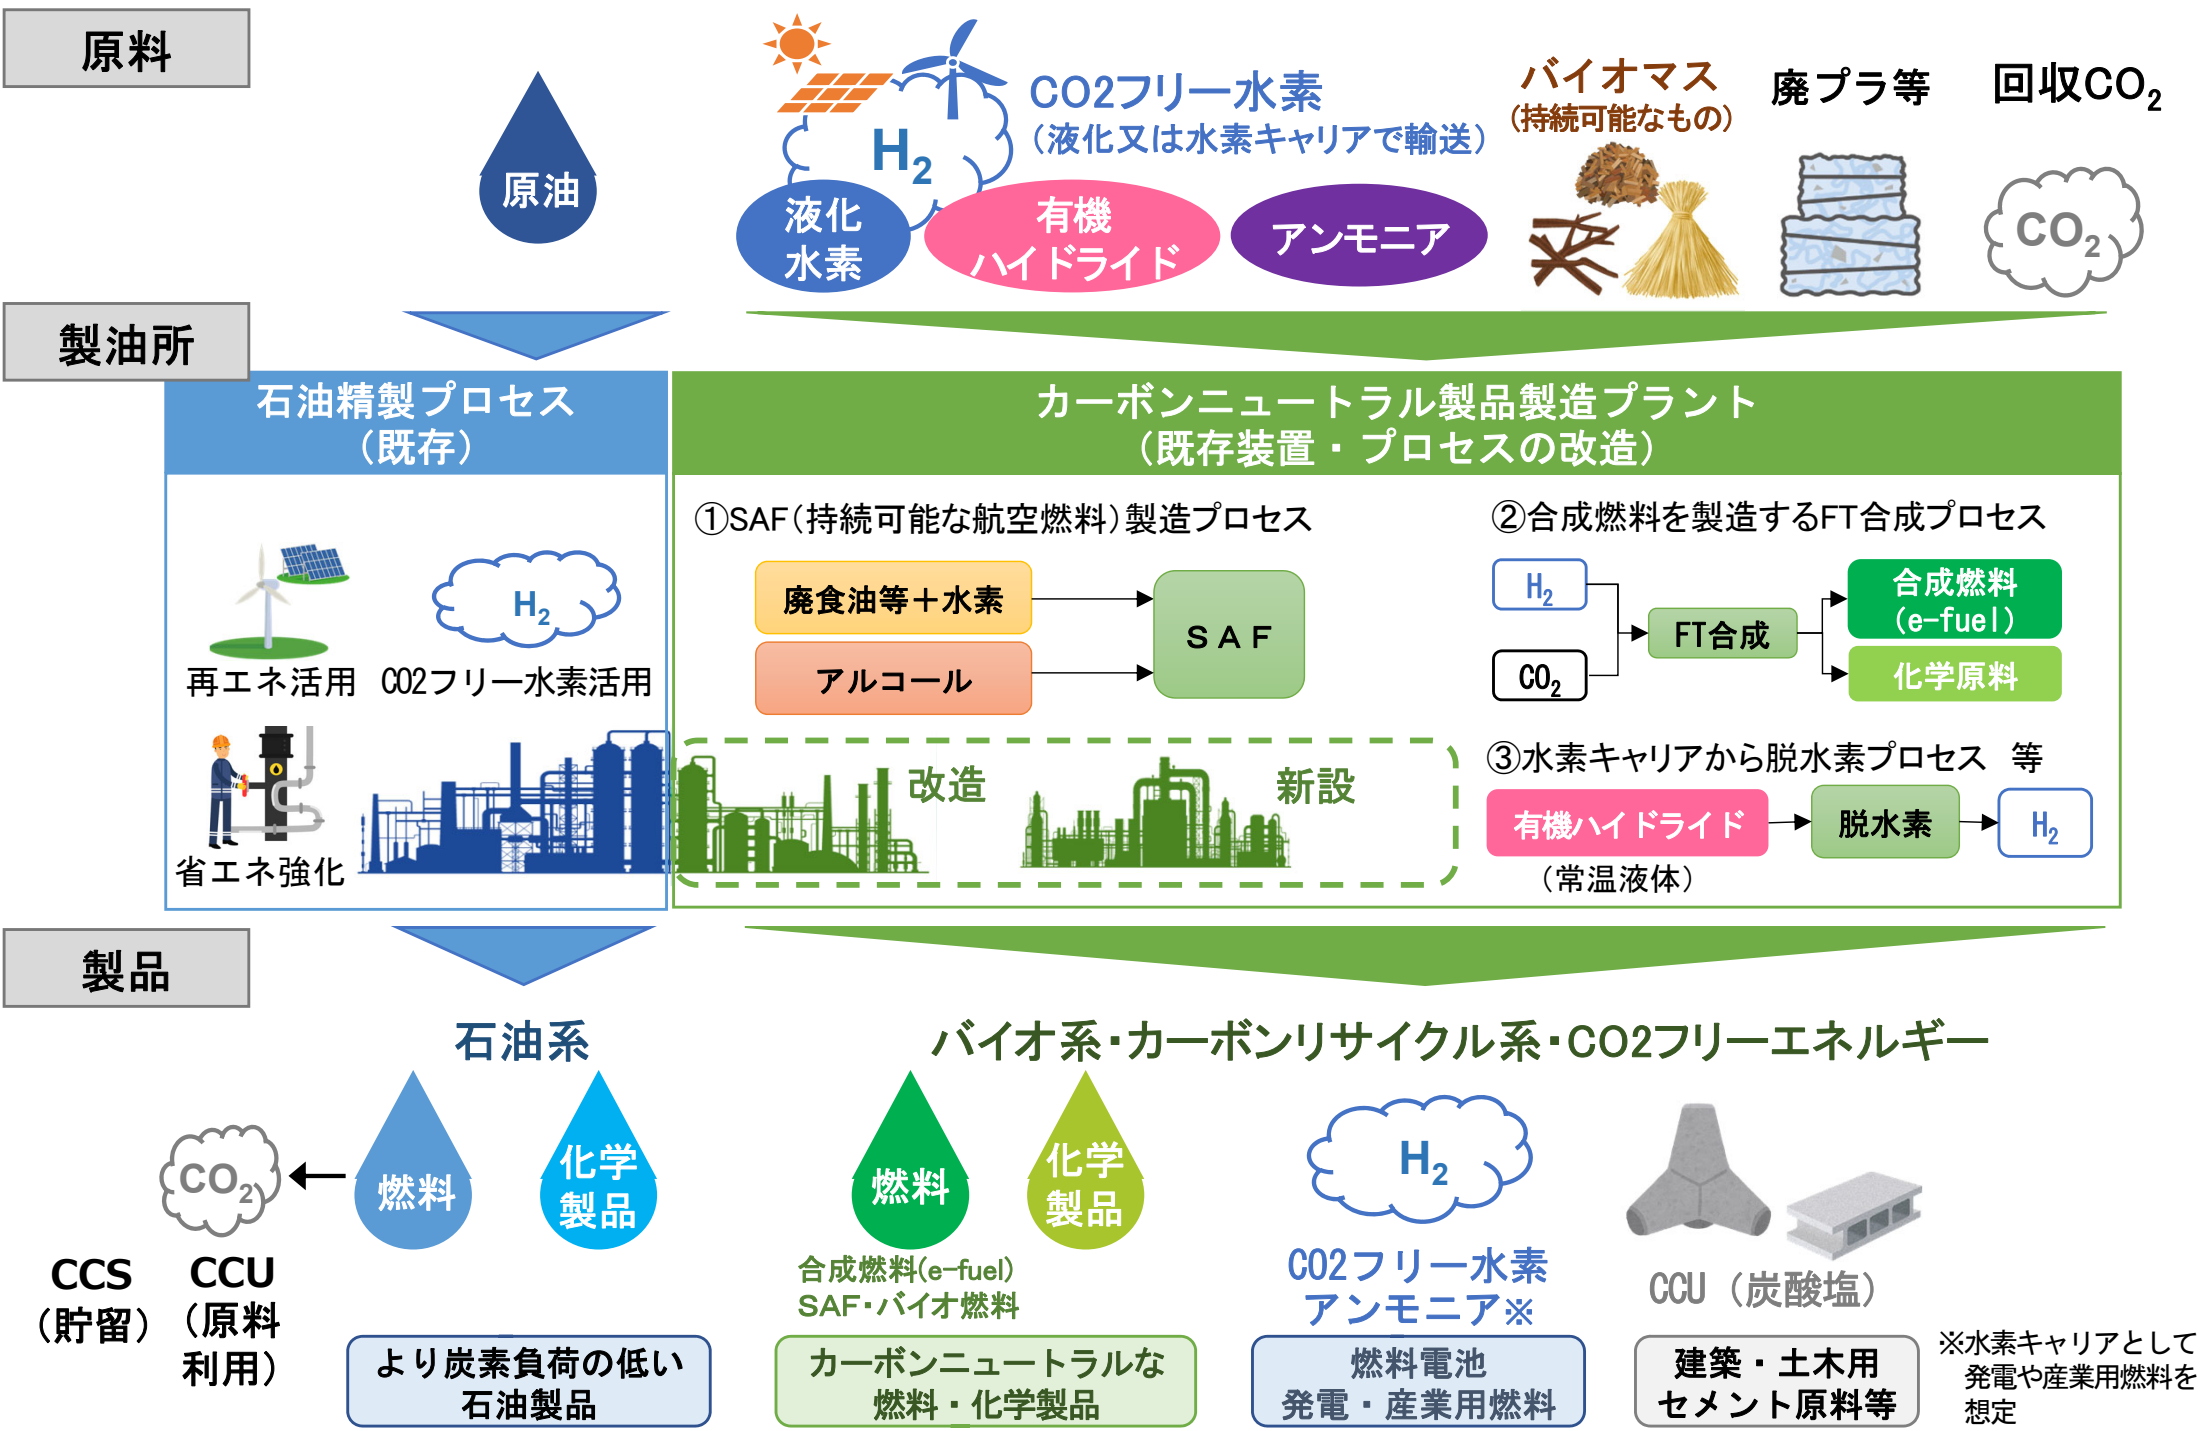 原料
原油
H2
CO2フリー水素
（液化又は水素キャリアで輸送）
液化
水素
有機
ハイドライド
アンモニア
バイオマス
（持続可能なもの）
廃プラ等
回収CO2
CO2
製油所
石油精製プロセス
（既存）
再エネ活用
H2
CO2フリー水素活用
省エネ強化
カーボンニュートラル製品製造プラント
（既存装置・プロセスの改造）
①SAF（持続可能な航空燃料）製造プロセス
廃食油等＋水素
アルコール
ＳＡＦ
②合成燃料を製造するFT合成プロセス
H2
CO2
FT合成
合成燃料
（e-fuel）
化学原料
改造
新設
③水素キャリアから脱水素プロセス　等
有機ハイドライド
（常温液体）
脱水素
H2
製品
石油系
燃料
化学
製品
CO2
CCS
（貯留）
CCU
（原料
利用）
より炭素負荷の低い
石油製品
バイオ系・カーボンリサイクル系・CO2フリーエネルギー
燃料
化学
製品
合成燃料(e-fuel)
SAF・バイオ燃料
カーボンニュートラルな
燃料・化学製品
H2
CO2フリー水素
アンモニア※
燃料電池
発電・産業用燃料
CCU（炭酸塩）
建築・土木用
セメント原料等
※水素キャリアとして
発電や産業用燃料を
想定